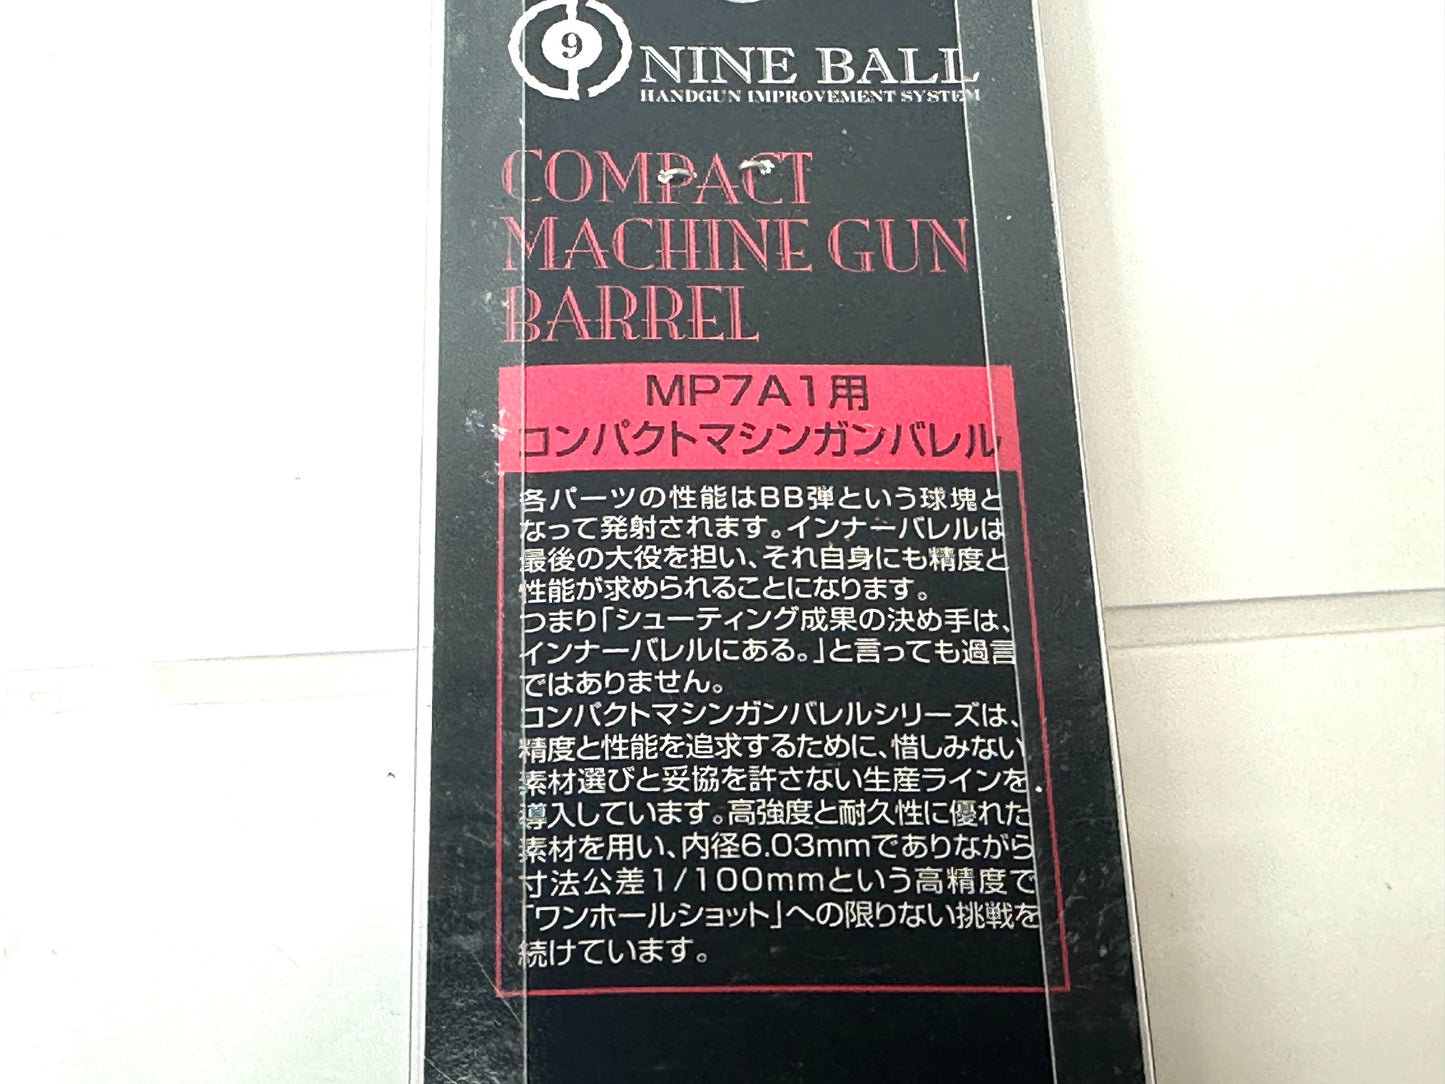 9
NINE BALL
HANDGUN IMPROVEMENT SYSTEM
COMPACT
MACHINE GUN
BARREL
MP7A1用
コンパクトマシンガンバレル
各パーツの性能はBB弾という球塊と
なって発射されます。インナーバレルは
最後の大役を担い、それ自身にも精度と
性能が求められることになります。
つまり「シューティング成果の決め手は、
インナーバレルにある。」と言っても過言
ではありません。
コンパクトマシンガンバレルシリーズは、
精度と性能を追求するために、惜しみない
素材選びと妥協を許さない生産ラインを
導入しています。高強度と耐久性に優れた
素材を用い、内径6.03mmでありながら
寸法公差1/100mmという高精度で
「ワンホールショット」への限りない挑戦を
続けています。